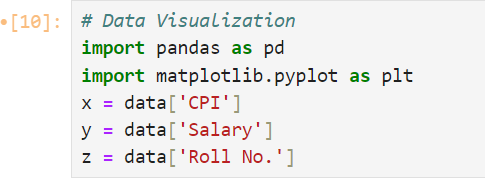 •[10]: # Data Visualization
import pandas as pd
import matplotlib.pyplot as plt
x = data['CPI']
y = data['Salary']
z = data['Roll No.']